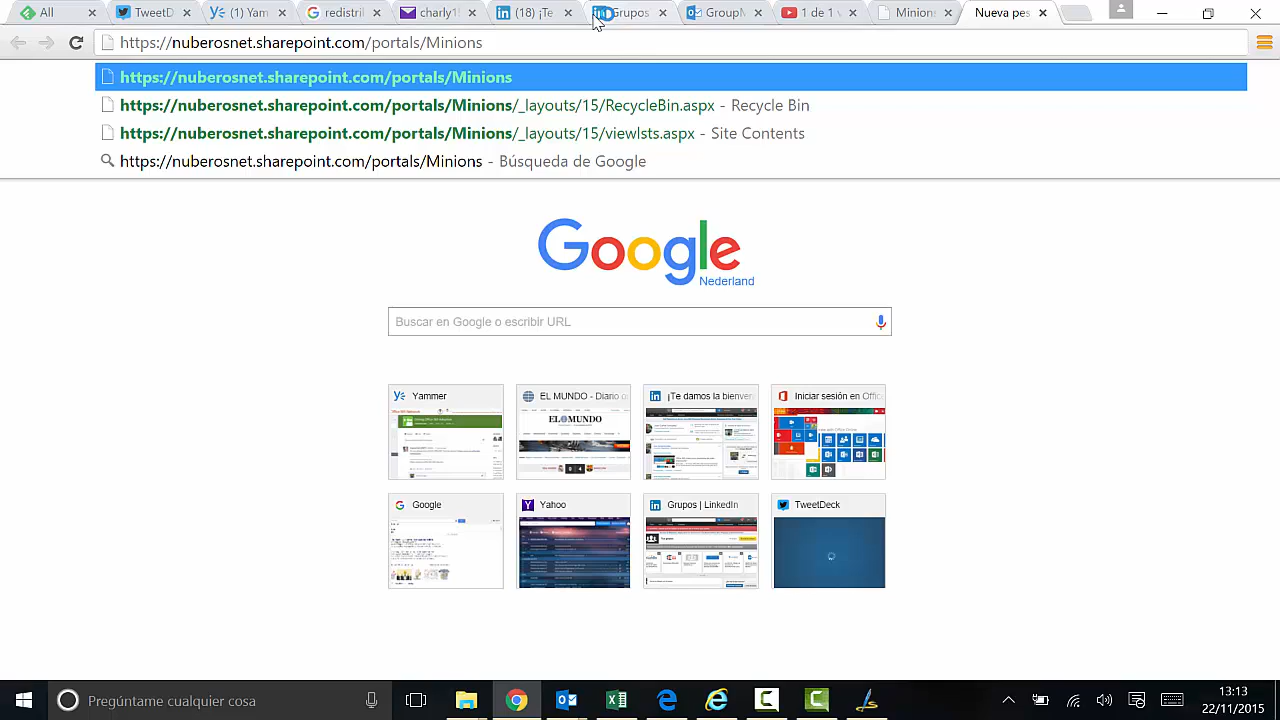 All
TweetD
(1) Yam
redistril
charly1
(18) ¡T
Grupos
Group!
1 de 1
Minion
Nueva pes
https://nuberosnet.sharepoint.com/portals/Minions
https://nuberosnet.sharepoint.com/portals/Minions
https://nuberosnet.sharepoint.com/portals/Minions/_layouts/15/RecycleBin.aspx - Recycle Bin
https://nuberosnet.sharepoint.com/portals/Minions/_layouts/15/viewlsts.aspx - Site Contents
https://nuberosnet.sharepoint.com/portals/Minions - Búsqueda de Google
Google
Nederland
Buscar en Google o escribir URL
Yammer
EL MUNDO - Diario o
¡Te damos la bienven
Iniciar sesión en Offic
EL MUNDO
Google
Yahoo
Grupos | LinkedIn
TweetDeck
Pregúntame cualquier cosa
13:13
22/11/2015